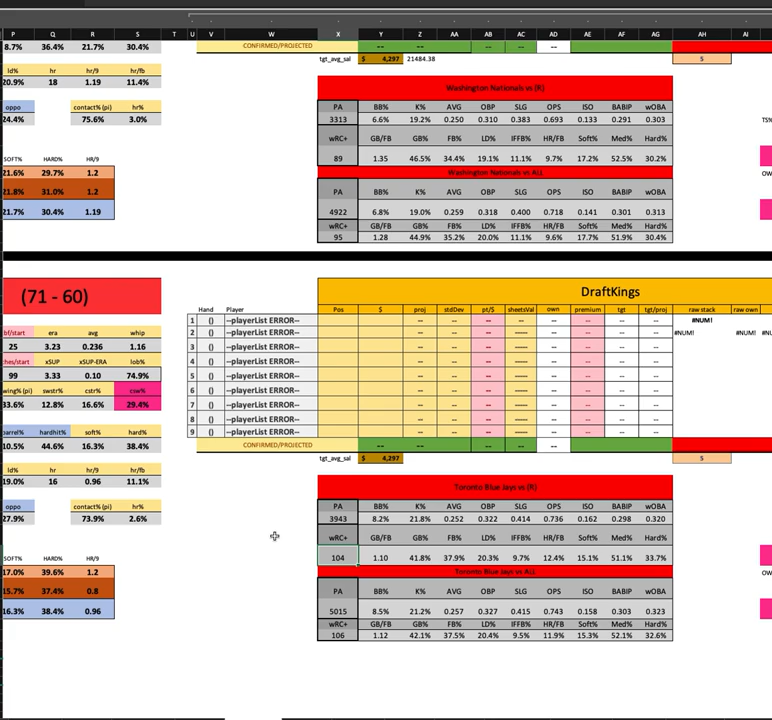 P Q R S T U V W X Y Z AA AB AC AD AE AF AG AH AI
8.7% 36.4% 21.7% 30.4% CONFIRMED/PROJECTED -- -- -- -- --
tgt_avg_sal $ 4,297 21484.38 5
ld% hr hr/9 hr/fb
20.9% 18 1.19 11.4%
Washington Nationals vs (R)
oppo contact% (pi) hr% PA BB% K% AVG OBP SLG OPS ISO BABIP wOBA
24.4% 75.6% 3.0% 3313 6.6% 19.2% 0.250 0.310 0.383 0.693 0.133 0.291 0.303
wRC+ GB/FB GB% FB% LD% IFFB% HR/FB Soft% Med% Hard%
SOFT% HARD% HR/9 89 1.35 46.5% 34.4% 19.1% 11.1% 9.7% 17.2% 52.5% 30.2%
21.6% 29.7% 1.2 Washington Nationals vs ALL
21.8% 31.0% 1.2 PA BB% K% AVG OBP SLG OPS ISO BABIP wOBA
21.7% 30.4% 1.19 4922 6.8% 19.0% 0.259 0.318 0.400 0.718 0.141 0.301 0.313
wRC+ GB/FB GB% FB% LD% IFFB% HR/FB Soft% Med% Hard%
95 1.28 44.9% 35.2% 20.0% 11.1% 9.6% 17.7% 51.9% 30.4%
(71 - 60) DraftKings
Hand Player Pos $ proj stdDev pt/$ sheetsVal own premium tgt tgt/proj raw stack raw own
1 () --playerList ERROR-- -- -- -- -- -- -- -- -- #NUM!
bf/start era avg whip 2 () --playerList ERROR-- -- -- -- -- -- -- -- -- #NUM! #NUM!
25 3.23 0.236 1.16 3 () --playerList ERROR-- -- -- -- -- -- -- -- --
xSUP xSUP-ERA lob% 4 () --playerList ERROR-- -- -- -- -- -- -- -- --
99 3.33 0.10 74.9% 5 () --playerList ERROR-- -- -- -- -- -- -- -- --
swstr% cstr% csw% 6 () --playerList ERROR-- -- -- -- -- -- -- -- --
33.6% 12.8% 16.6% 29.4% 7 () --playerList ERROR-- -- -- -- -- -- -- -- --
8 () --playerList ERROR-- -- -- -- -- -- -- -- --
hardhit% soft% hard% 9 () --playerList ERROR-- -- -- -- -- -- -- -- --
10.5% 44.6% 16.3% 38.4% CONFIRMED/PROJECTED -- -- -- -- --
tgt_avg_sal $ 4,297 5
ld% hr hr/9 hr/fb
19.0% 16 0.96 11.1%
Toronto Blue Jays vs (R)
oppo contact% (pi) hr% PA BB% K% AVG OBP SLG OPS ISO BABIP wOBA
27.9% 73.9% 2.6% 3943 8.2% 21.8% 0.252 0.322 0.414 0.736 0.162 0.298 0.320
wRC+ GB/FB GB% FB% LD% IFFB% HR/FB Soft% Med% Hard%
SOFT% HARD% HR/9 104 1.10 41.8% 37.9% 20.3% 9.7% 12.4% 15.1% 51.1% 33.7%
17.0% 39.6% 1.2 Toronto Blue Jays vs ALL
15.7% 37.4% 0.8 PA BB% K% AVG OBP SLG OPS ISO BABIP wOBA
16.3% 38.4% 0.96 5015 8.5% 21.2% 0.257 0.327 0.415 0.743 0.158 0.303 0.323
wRC+ GB/FB GB% FB% LD% IFFB% HR/FB Soft% Med% Hard%
106 1.12 42.1% 37.5% 20.4% 9.5% 11.9% 15.3% 52.1% 32.6%